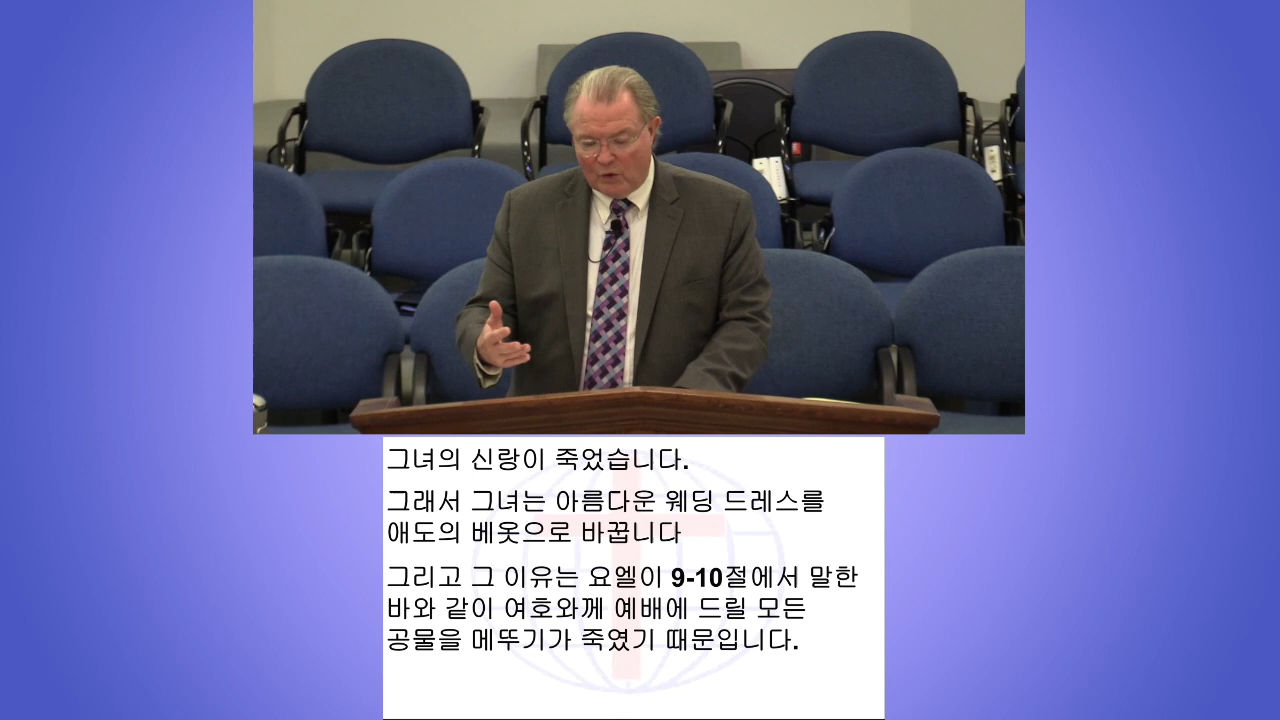 그녀의 신랑이 죽었습니다.
그래서 그녀는 아름다운 웨딩 드레스를
애도의 베옷으로 바꿉니다
그리고 그 이유는 요엘이 9-10절에서 말한
바와 같이 여호와께 예배에 드릴 모든
공물을 메뚜기가 죽였기 때문입니다.